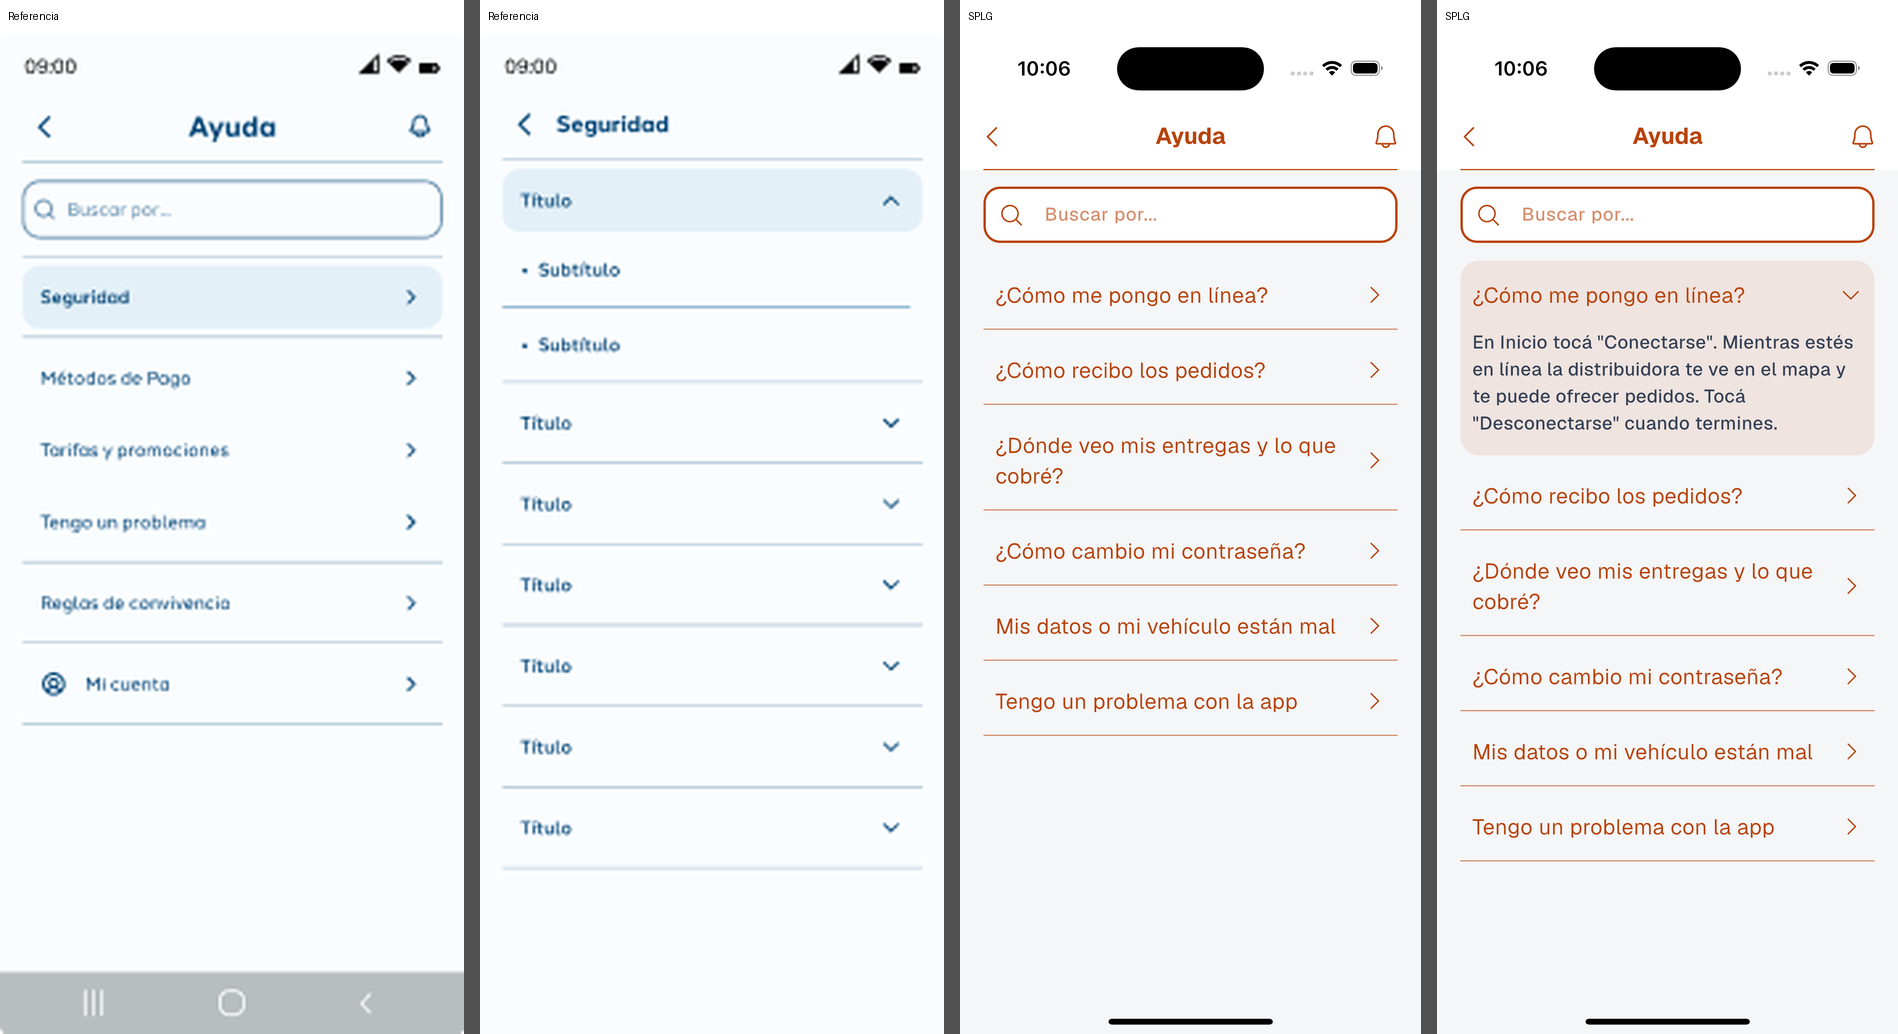 Referencia
09:00
Ayuda
Buscar por...
Seguridad
Métodos de Pago
Tarifas y promociones
Tengo un problema
Reglas de convivencia
Mi cuenta
Referencia
09:00
Seguridad
Título
• Subtítulo
• Subtítulo
Título
Título
Título
Título
Título
Título
SPLG
10:06
Ayuda
Buscar por...
¿Cómo me pongo en línea?
¿Cómo recibo los pedidos?
¿Dónde veo mis entregas y lo que
cobré?
¿Cómo cambio mi contraseña?
Mis datos o mi vehículo están mal
Tengo un problema con la app
SPLG
10:06
Ayuda
Buscar por...
¿Cómo me pongo en línea?
En Inicio tocá "Conectarse". Mientras estés
en línea la distribuidora te ve en el mapa y
te puede ofrecer pedidos. Tocá
"Desconectarse" cuando termines.
¿Cómo recibo los pedidos?
¿Dónde veo mis entregas y lo que
cobré?
¿Cómo cambio mi contraseña?
Mis datos o mi vehículo están mal
Tengo un problema con la app